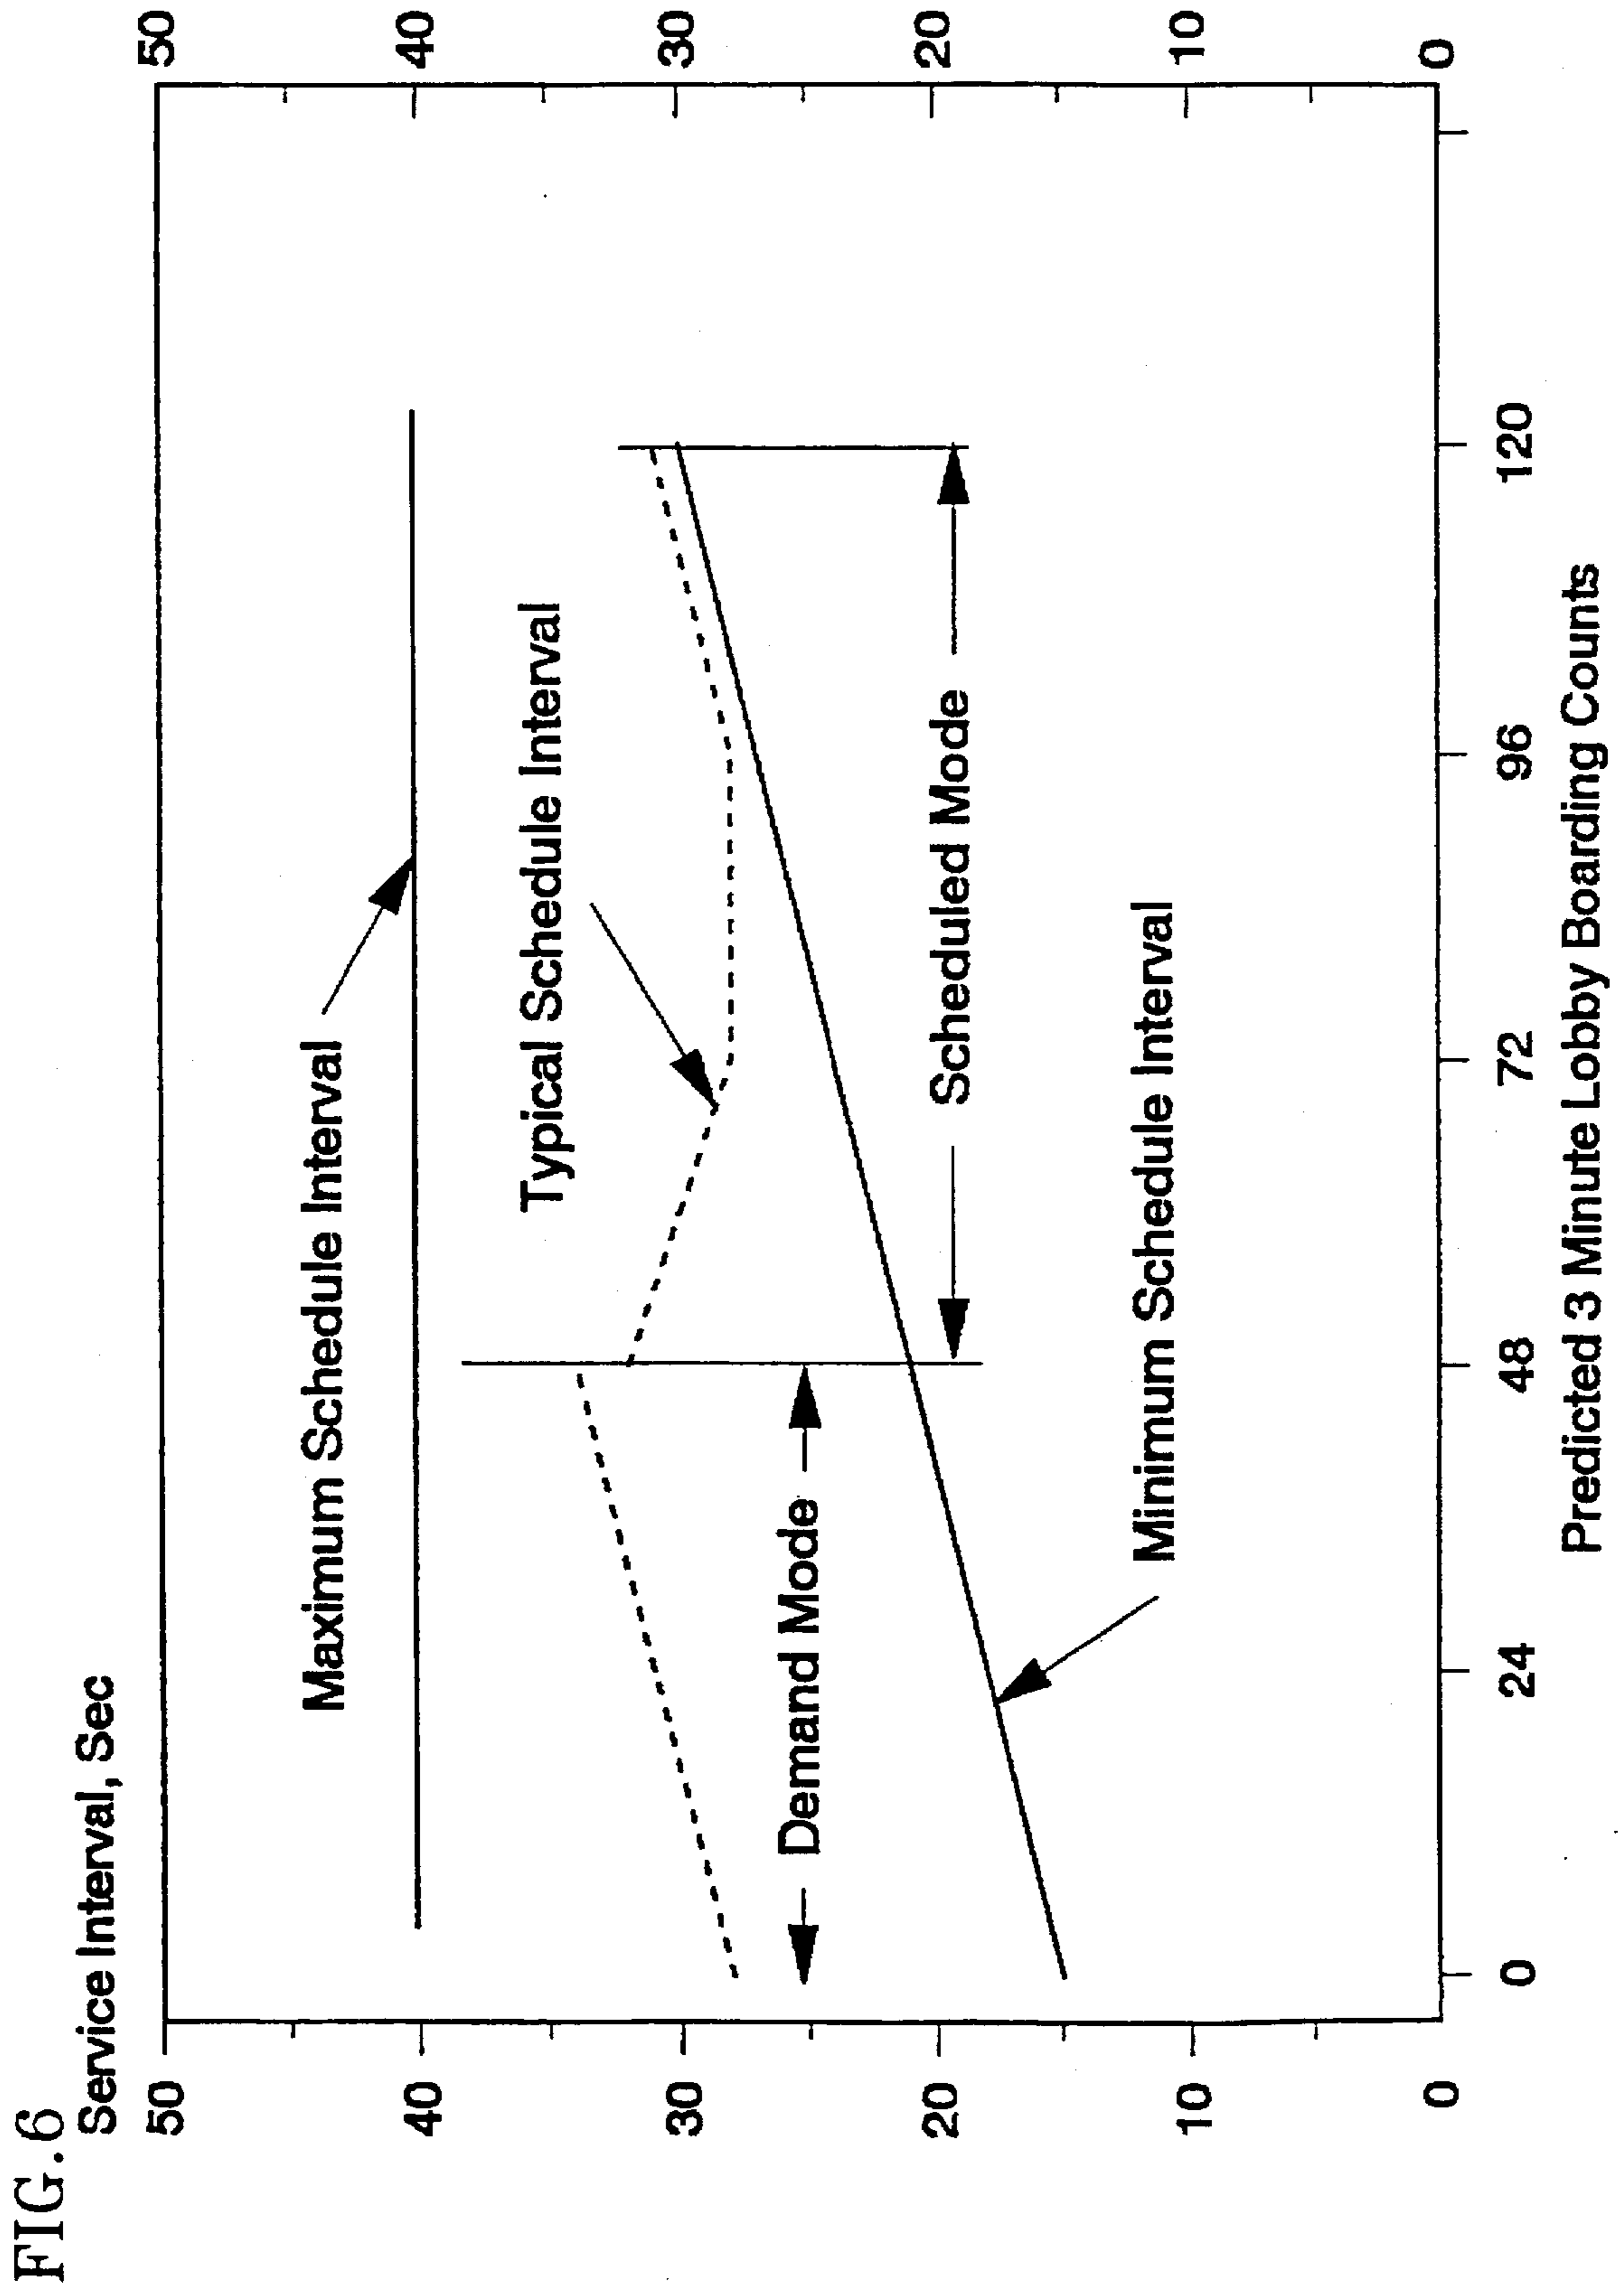 FIG.6
Service Interval, Sec
50
50
Maximum Schedule Interval
40
40
Typical Schedule Interval
30
30
Demand Mode
Scheduled Mode
20
20
Minimum Schedule Interval
10
10
0
0
0
24
48
72
96
120
Predicted 3 Minute Lobby Boarding Counts